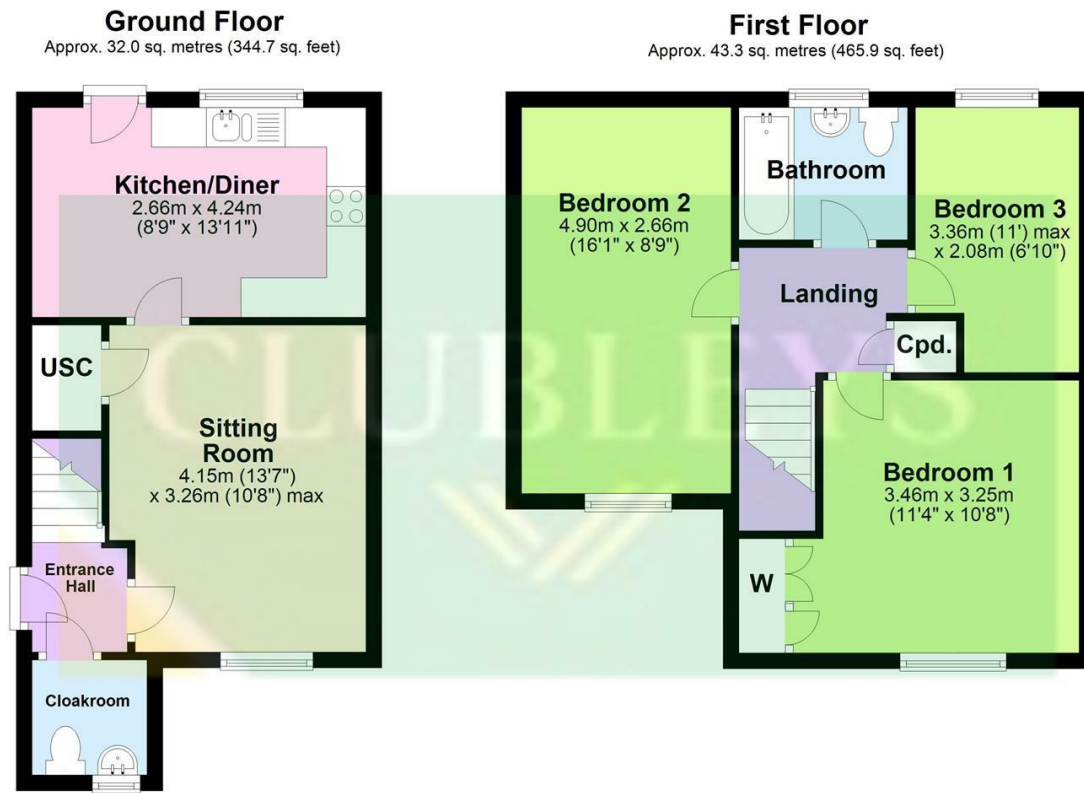 Ground Floor
Approx. 32.0 sq. metres (344.7 sq. feet)
Kitchen/Diner
2.66m x 4.24m
(8'9" x 13'11")
USC
Sitting
Room
4.15m (13'7")
x 3.26m (10'8") max
Entrance
Hall
Cloakroom
First Floor
Approx. 43.3 sq. metres (465.9 sq. feet)
Bedroom 2
4.90m x 2.66m
(16'1" x 8'9")
Bathroom
Bedroom 3
3.36m (11') max
x 2.08m (6'10")
Landing
Cpd.
Bedroom 1
3.46m x 3.25m
(11'4" x 10'8")
W
CLUBLEYS